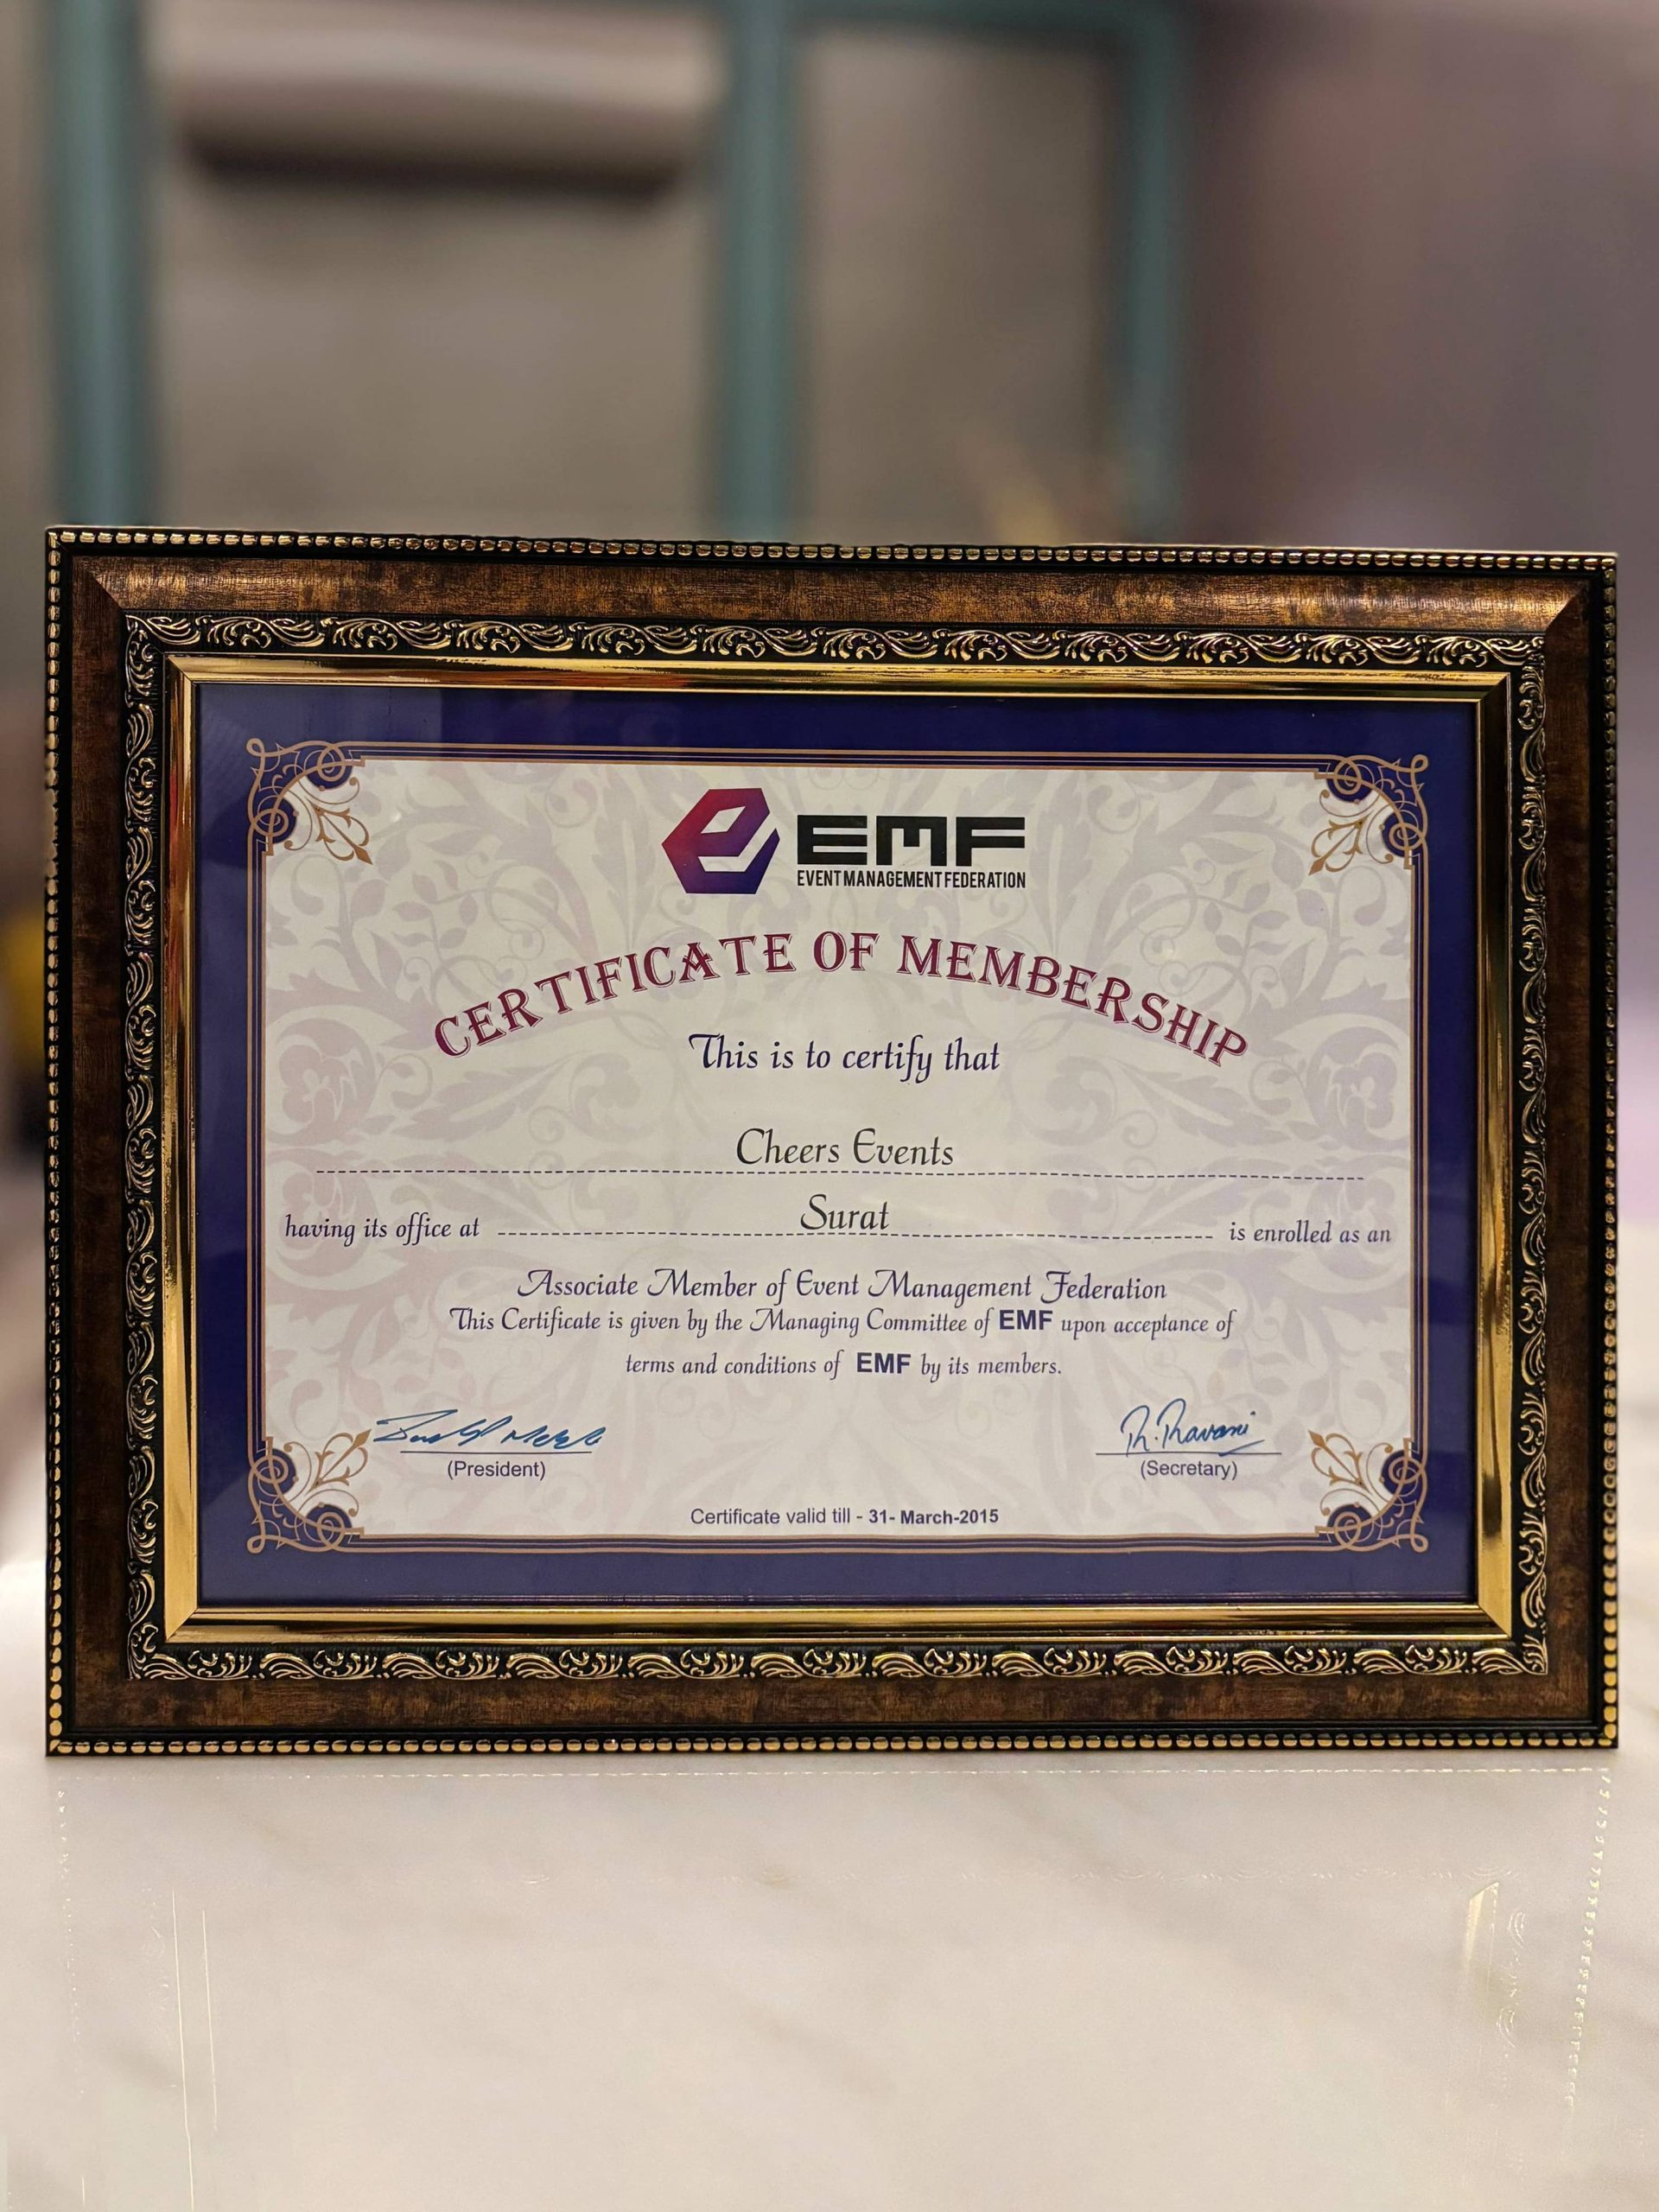 EMF
EVENT MANAGEMENT FEDERATION
CERTIFICATE OF MEMBERSHIP
This is to certify that
Cheers Events
having its office at Surat is enrolled as an
Associate Member of Event Management Federation
This Certificate is given by the Managing Committee of EMF upon acceptance of
terms and conditions of EMF by its members.
(President) (Secretary)
Certificate valid till - 31- March-2015